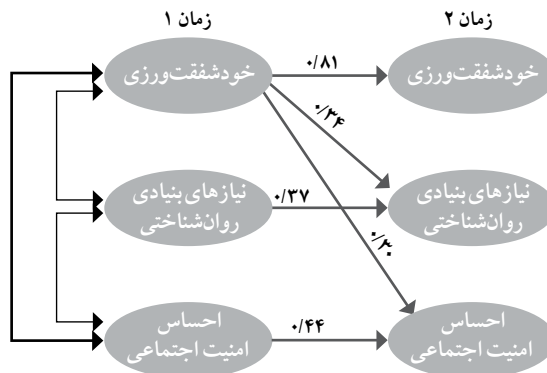 زمان ۱
زمان ۲
خودشفقت‌ورزی
۰/۸۱
خودشفقت‌ورزی
۰/۳۴
نیازهای بنیادی
روان‌شناختی
۰/۳۷
نیازهای بنیادی
روان‌شناختی
۰/۳۰
احساس
امنیت اجتماعی
۰/۴۴
احساس
امنیت اجتماعی